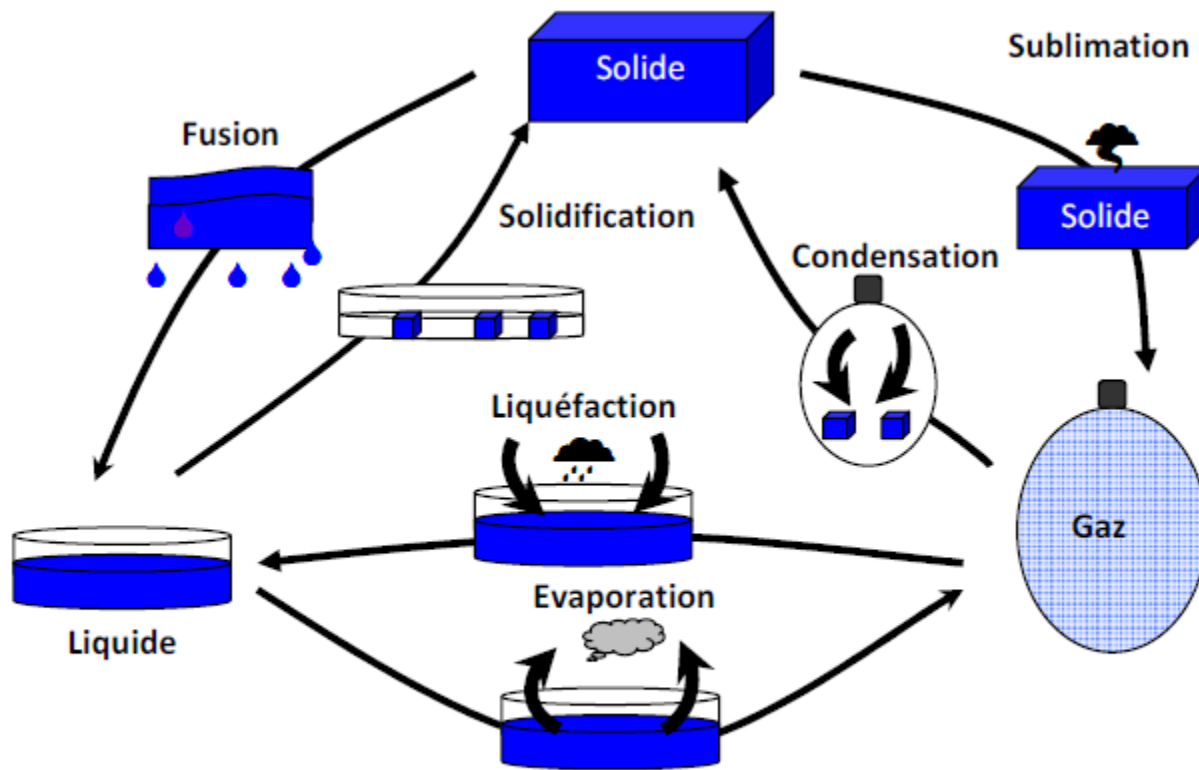 Solide
Sublimation
Fusion
Solide
Solidification
Condensation
Liquéfaction
Gaz
Evaporation
Liquide